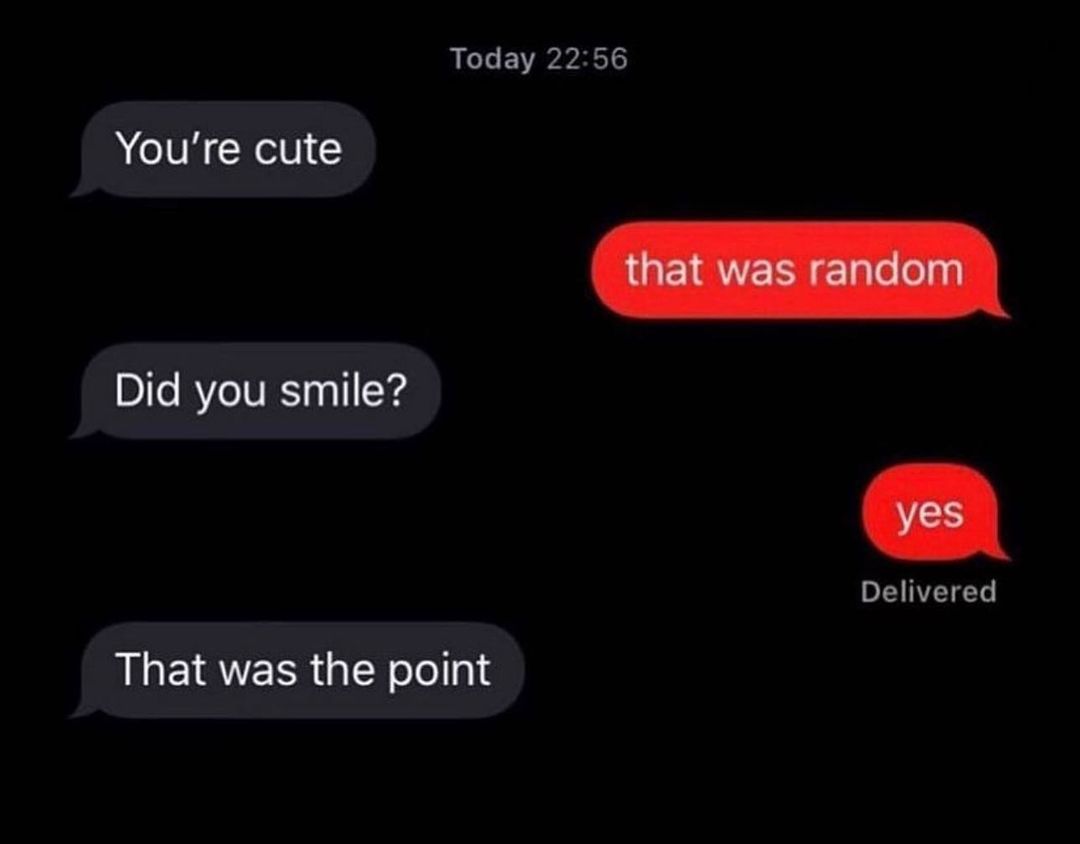 Today 22:56
You're cute
that was random
Did you smile?
yes
Delivered
That was the point